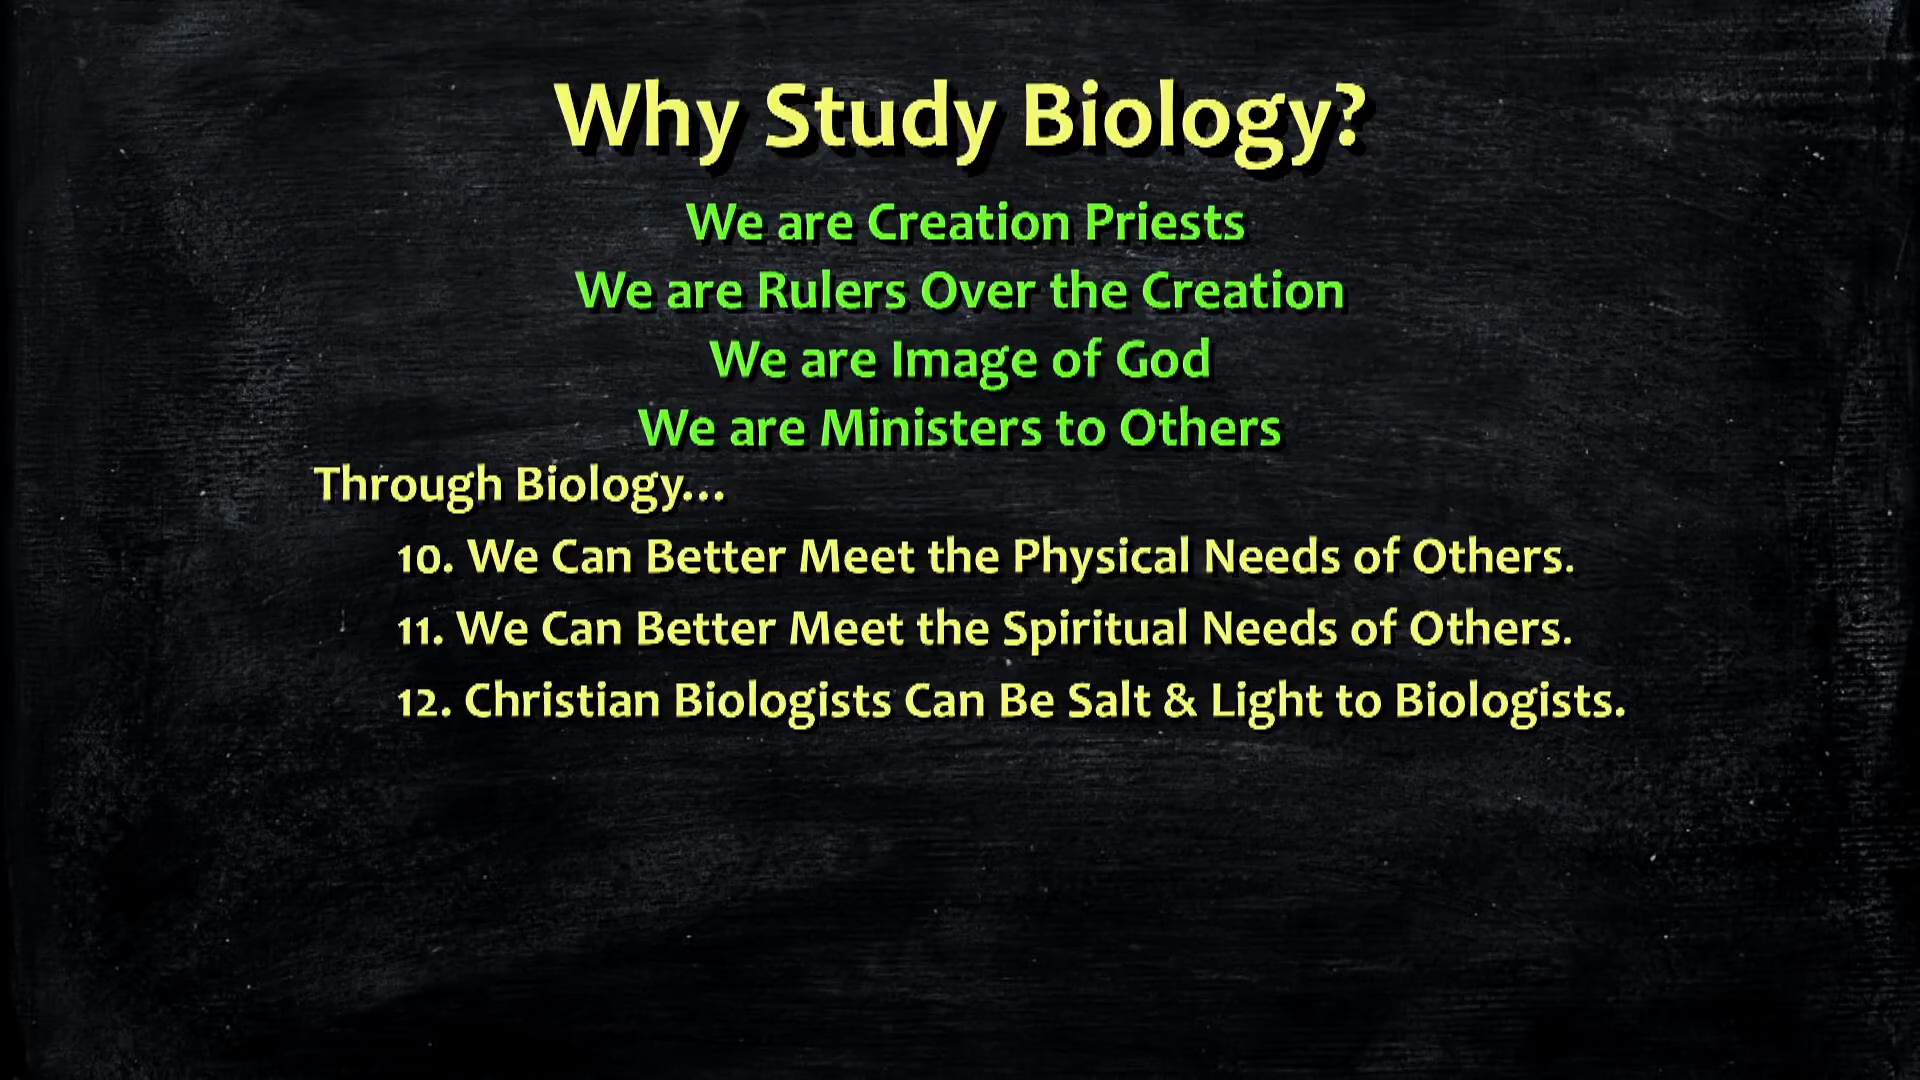 Why Study Biology?
We are Creation Priests
We are Rulers Over the Creation
We are Image of God
We are Ministers to Others
Through Biology...
10. We Can Better Meet the Physical Needs of Others.
11. We Can Better Meet the Spiritual Needs of Others.
12. Christian Biologists Can Be Salt & Light to Biologists.